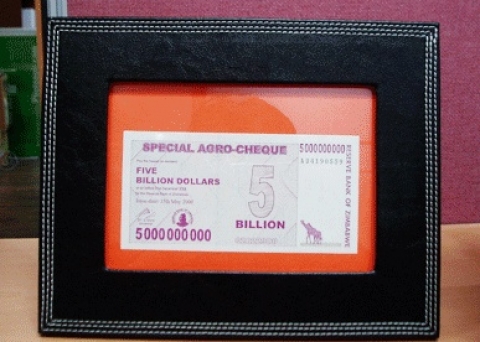 SPECIAL AGRO-CHEQUE
5000000000
FIVE
BILLION DOLLARS
5
BILLION
5000000000
RESERVE BANK OF ZIMBABWE